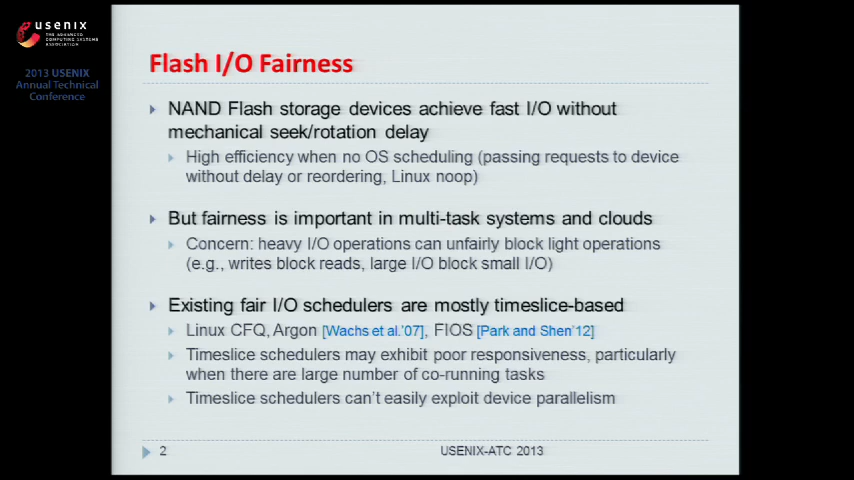 USENIX
THE ADVANCED
COMPUTING SYSTEMS
ASSOCIATION
2013 USENIX
Annual Technical
Conference
Flash I/O Fairness
NAND Flash storage devices achieve fast I/O without
mechanical seek/rotation delay
High efficiency when no OS scheduling (passing requests to device
without delay or reordering, Linux noop)
But fairness is important in multi-task systems and clouds
Concern: heavy I/O operations can unfairly block light operations
(e.g., writes block reads, large I/O block small I/O)
Existing fair I/O schedulers are mostly timeslice-based
Linux CFQ, Argon [Wachs et al.'07], FIOS [Park and Shen'12]
Timeslice schedulers may exhibit poor responsiveness, particularly
when there are large number of co-running tasks
Timeslice schedulers can't easily exploit device parallelism
2
USENIX-ATC 2013